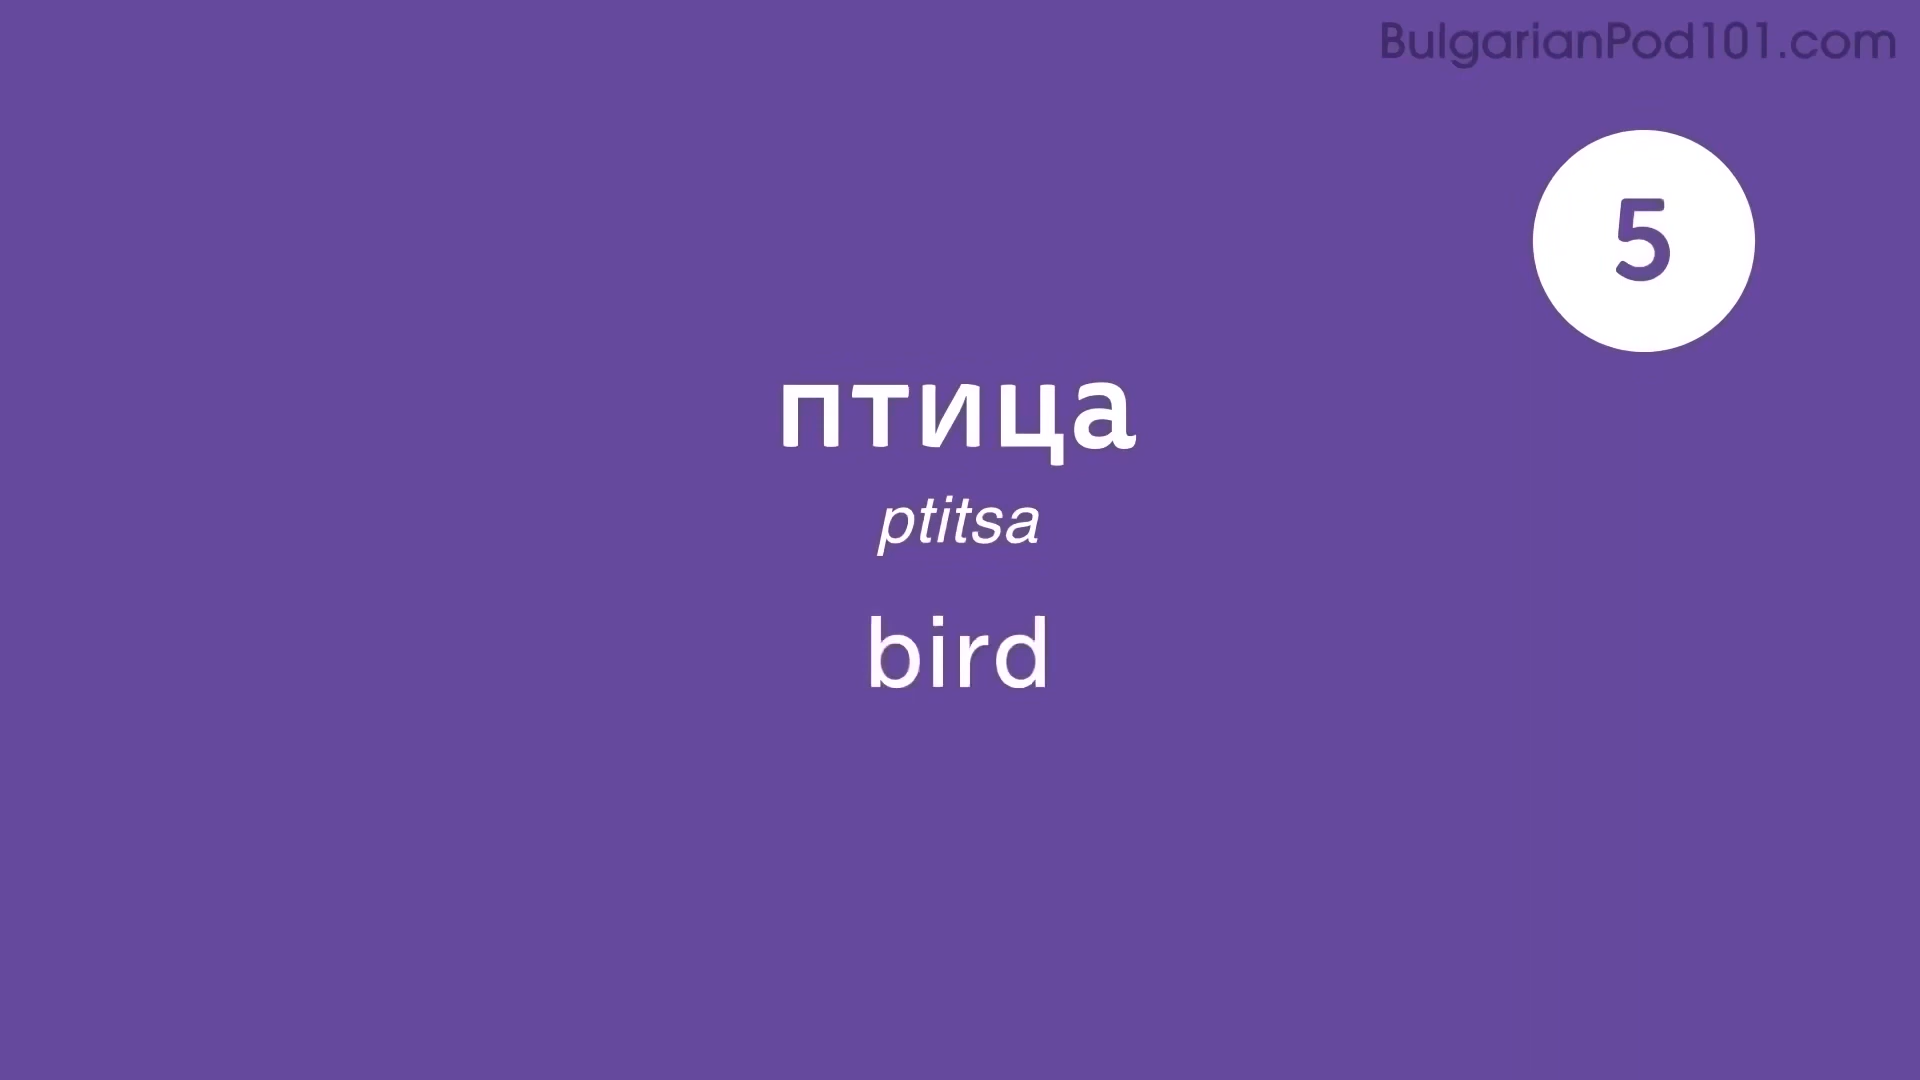 BulgarianPod101.com
5
птица
ptitsa
bird